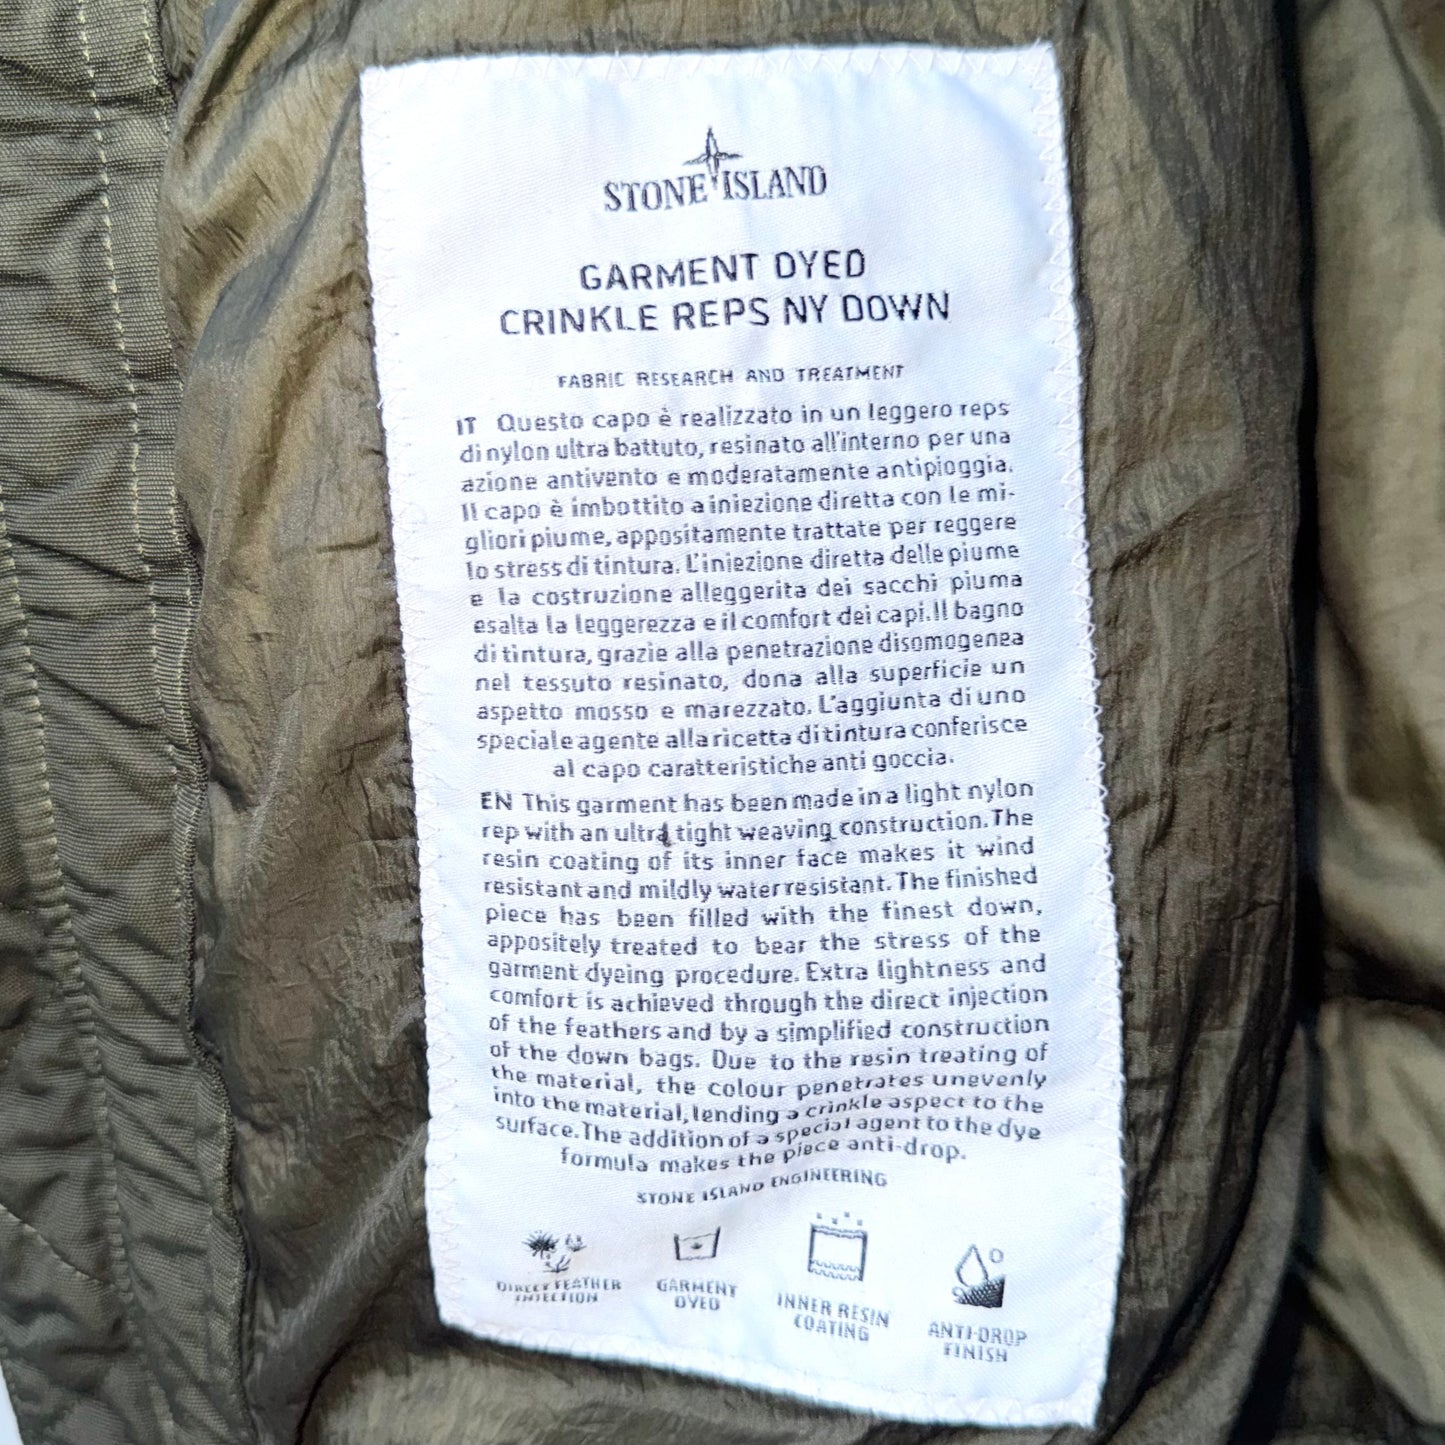 STONE ISLAND
GARMENT DYED
CRINKLE REPS NY DOWN
FABRIC RESEARCH AND TREATMENT
IT Questo capo è realizzato in un leggero reps
di nylon ultra battuto, resinato all'interno per una
azione antivento e moderatamente antipioggia.
Il capo è imbottito a iniezione diretta con le mi-
gliori piume, appositamente trattate per reggere
lo stress di tintura. L'iniezione diretta delle piume
e la costruzione alleggerita dei sacchi piuma
esalta la leggerezza e il comfort dei capi. Il bagno
di tintura, grazie alla penetrazione disomogenea
nel tessuto resinato, dona alla superficie un
aspetto mosso e marezzato. L'aggiunta di uno
speciale agente alla ricetta di tintura conferisce
al capo caratteristiche anti goccia.
EN This garment has been made in a light nylon
rep with an ultra tight weaving construction. The
resin coating of its inner face makes it wind
resistant and mildly water resistant. The finished
piece has been filled with the finest down,
appositely treated to bear the stress of the
garment dyeing procedure. Extra lightness and
comfort is achieved through the direct injection
of the feathers and by a simplified construction
of the down bags. Due to the resin treating of
the material, the colour penetrates unevenly
into the material, lending a crinkle aspect to the
surface. The addition of a special agent to the dye
formula makes the piece anti-drop.
STONE ISLAND ENGINEERING
DIRECT FEATHER
INJECTION
GARMENT
DYED
INNER RESIN
COATING
ANTI-DROP
FINISH